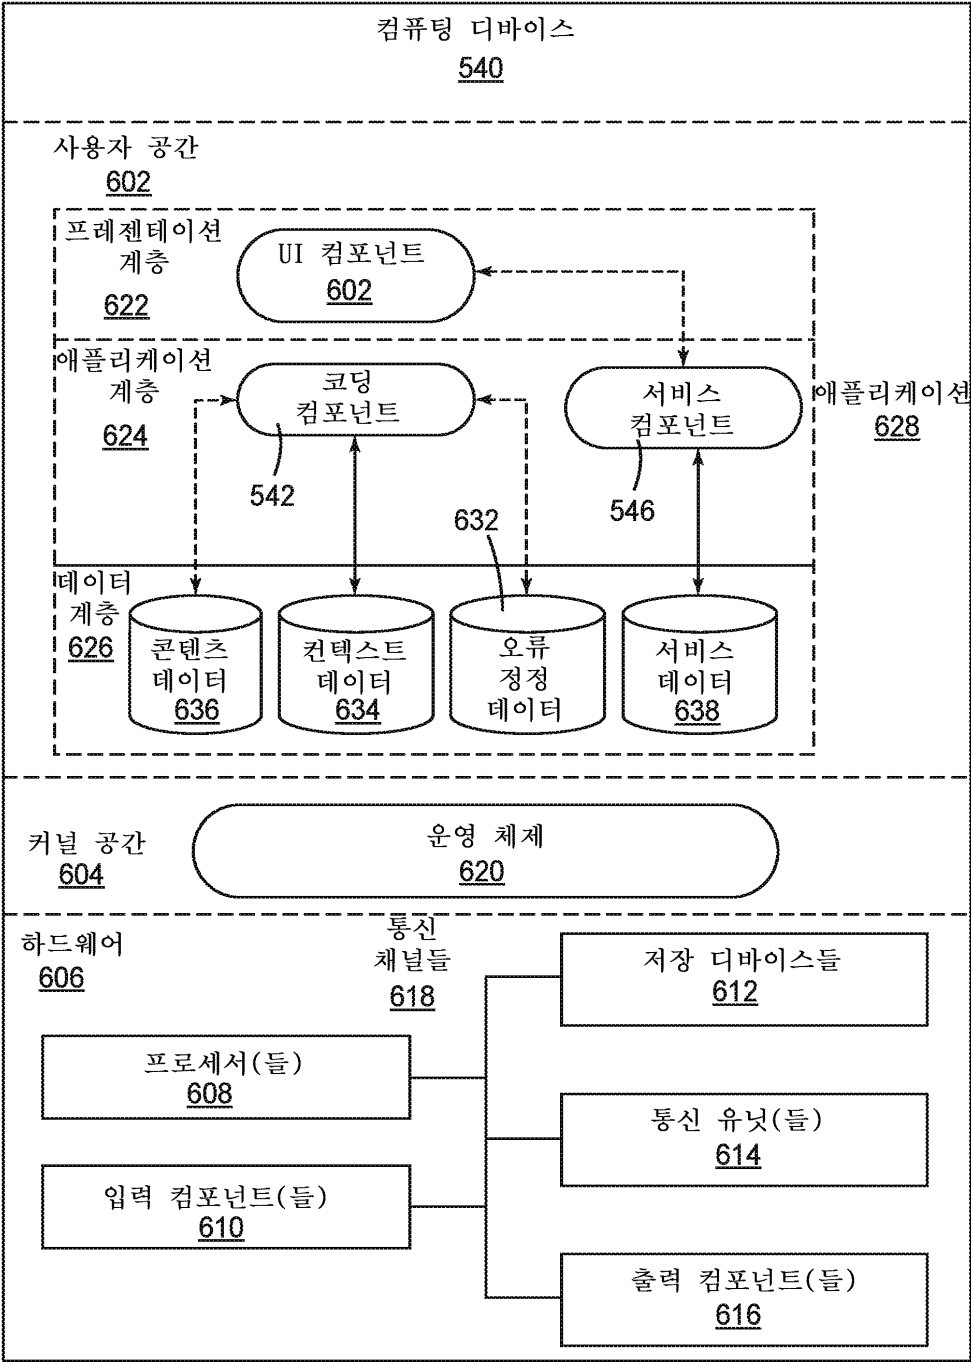 컴퓨팅 디바이스
540
사용자 공간
602
프레젠테이션
계층
622
UI 컴포넌트
602
애플리케이션
계층
624
코딩
컴포넌트
542
서비스
컴포넌트
546
애플리케이션
628
632
데이터
계층
626
콘텐츠
데이터
636
컨텍스트
데이터
634
오류
정정
데이터
서비스
데이터
638
커널 공간
604
운영 체제
620
하드웨어
606
통신
채널들
618
저장 디바이스들
612
프로세서(들)
608
통신 유닛(들)
614
입력 컴포넌트(들)
610
출력 컴포넌트(들)
616